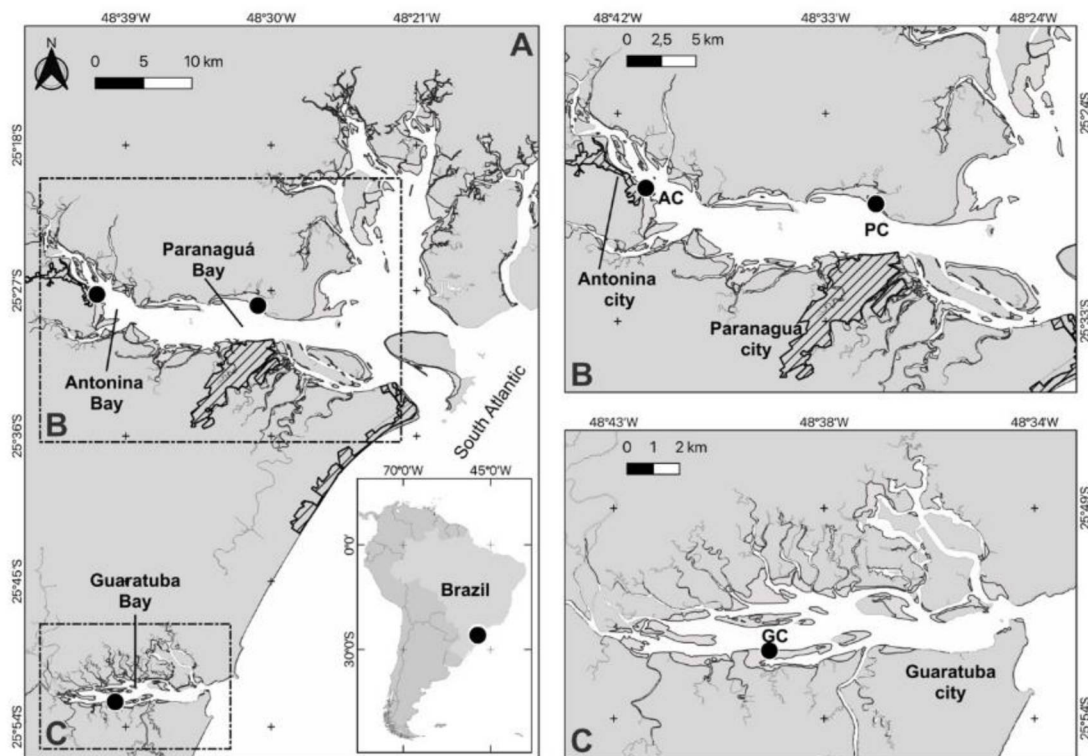 48°39'W 48°30'W 48°21'W
A
N
0 5 10 km
25°18'S
25°27'S
25°36'S
25°45'S
25°54'S
Paranaguá
Bay
Antonina
Bay
B
South Atlantic
Guaratuba
Bay
C
70°0'W 45°0'W
0°0'
30°0'S
Brazil
48°42'W 48°33'W 48°24'W
0 2,5 5 km
25°26'S
25°33'S
AC
PC
Antonina
city
Paranaguá
city
B
48°43'W 48°38'W 48°34'W
0 1 2 km
25°49'S
25°54'S
GC
Guaratuba
city
C